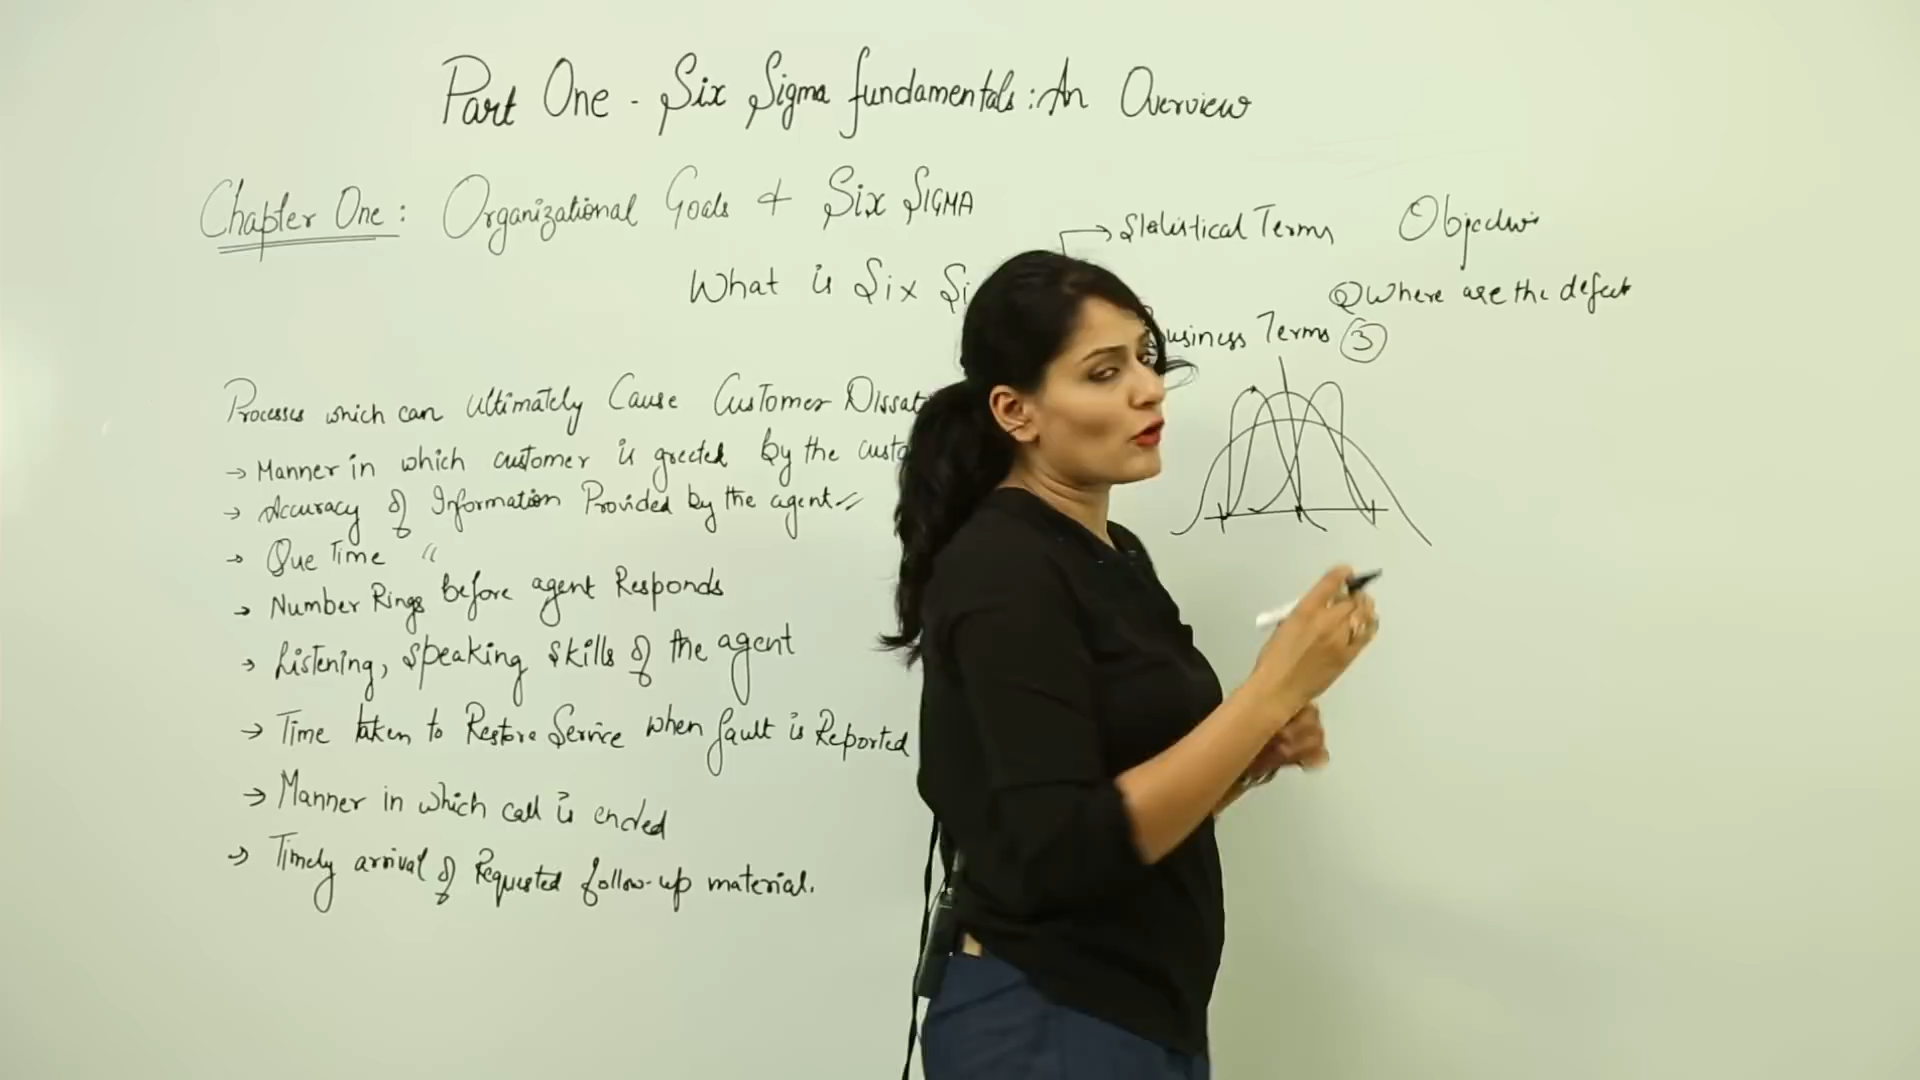 Part One - Six Sigma fundamentals: An Overview
Chapter One: Organizational Goals & Six SIGMA
Statistical Terms
What is Six Si
Business Terms 3
Where are the defect
Processes which can Ultimately Cause Customer Dissat
→ Manner in which customer is greeted by the custo
→ Accuracy of Information Provided by the agent
→ Que Time "
→ Number Rings before agent Responds
→ Listening, Speaking Skills of the agent
→ Time taken to Restore Service when fault is Reported
→ Manner in which call is ended
→ Timely arrival of Requested follow-up material.